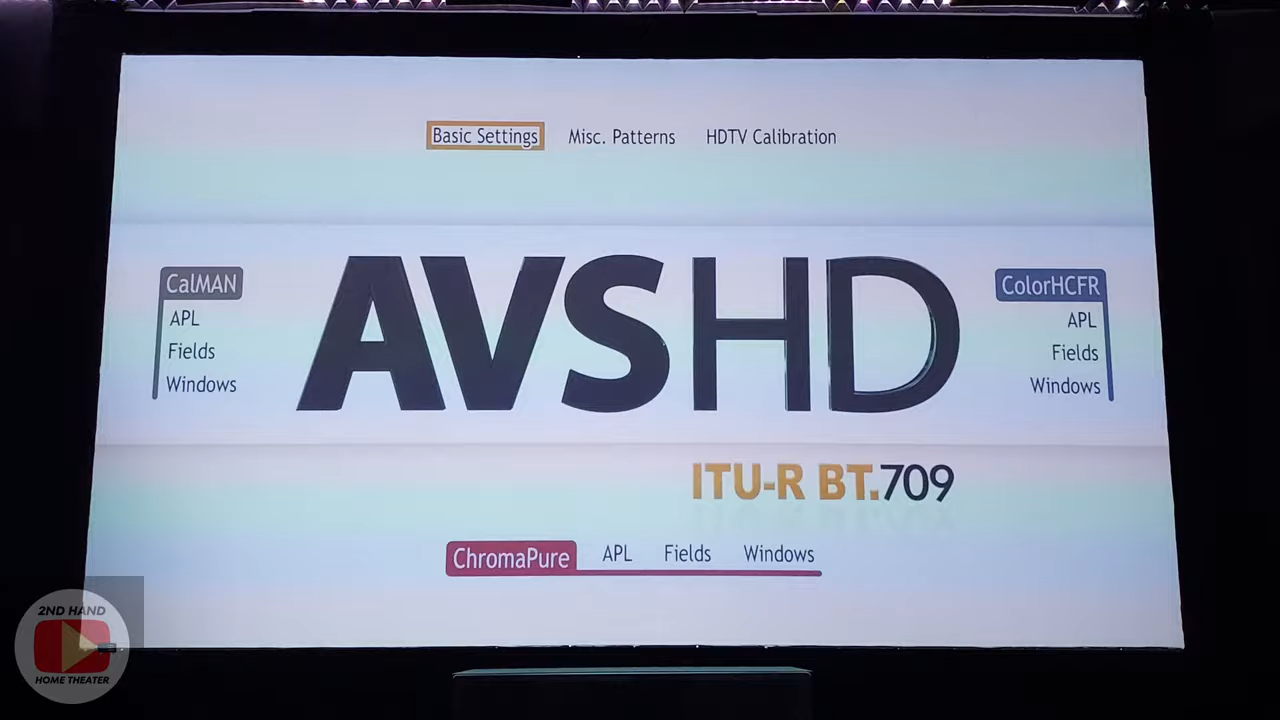 Basic Settings Misc. Patterns HDTV Calibration
AVSHD
CalMAN
APL
Fields
Windows
ColorHCFR
APL
Fields
Windows
ITU-R BT.709
ChromaPure APL Fields Windows
2ND HAND
HOME THEATER